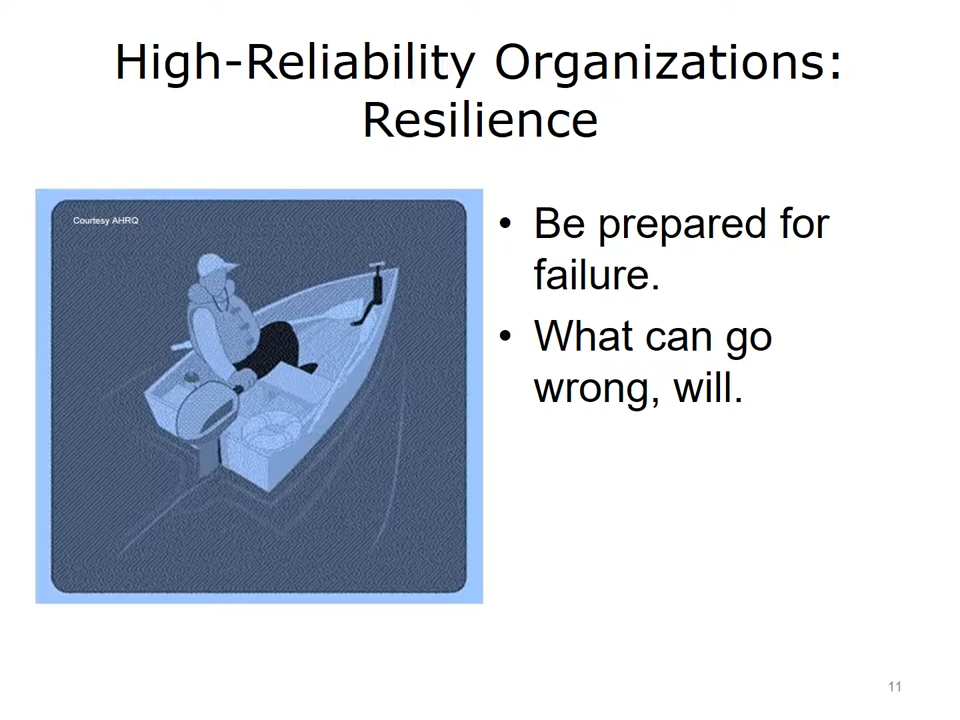 High-Reliability Organizations:
Resilience
Courtesy AHRQ
• Be prepared for
failure.
• What can go
wrong, will.
11